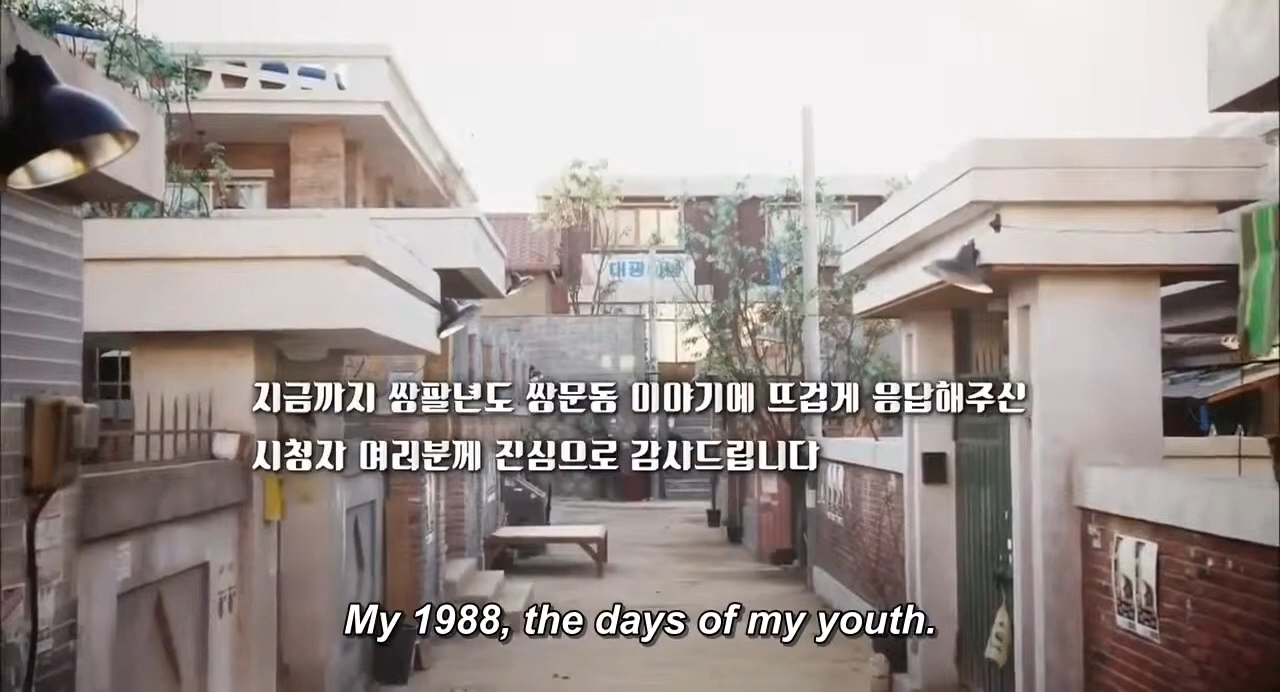 대광
지금까지 쌍팔년도 쌍문동 이야기에 뜨겁게 응답해주신
시청자 여러분께 진심으로 감사드립니다
My 1988, the days of my youth.